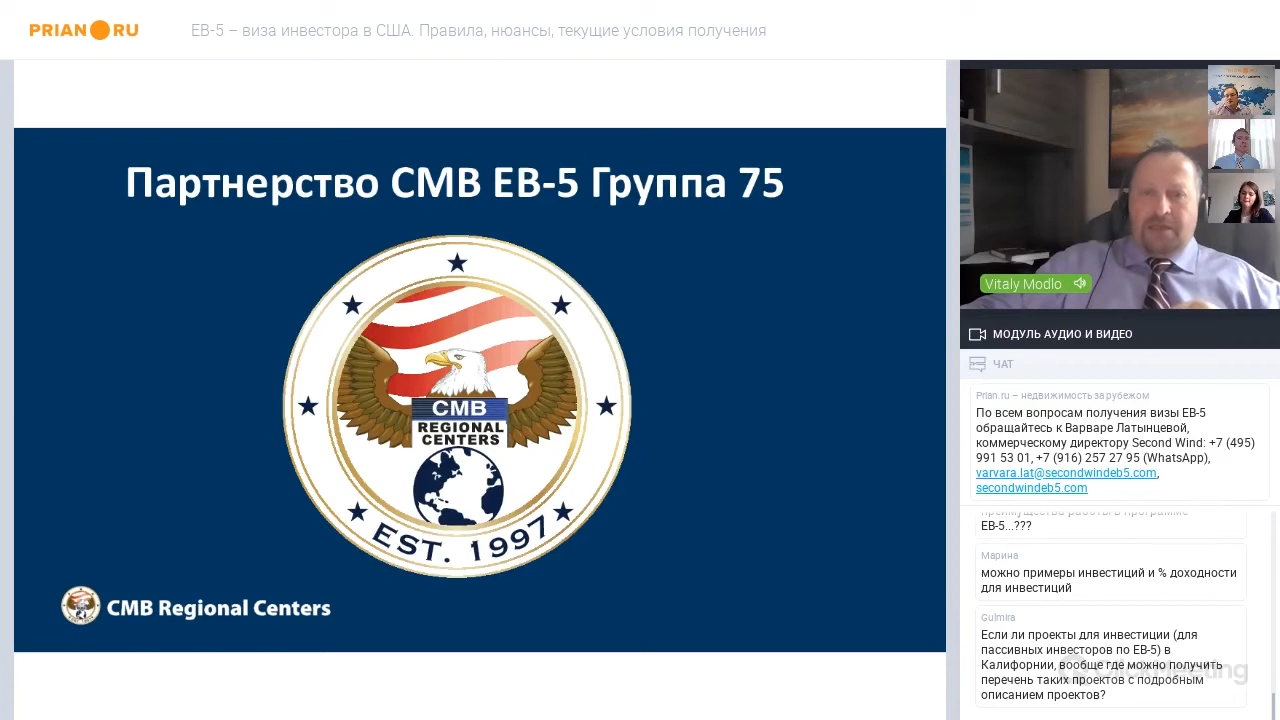 PRIAN RU
EB-5 – виза инвестора в США. Правила, нюансы, текущие условия получения
Партнерство CMB EB-5 Группа 75
CMB
REGIONAL
CENTERS
EST. 1997
CMB Regional Centers
Vitaly Modlo
МОДУЛЬ АУДИО И ВИДЕО
ЧАТ
Prian.ru – недвижимость за рубежом
По всем вопросам получения визы EB-5
обращайтесь к Варваре Латынцевой,
коммерческому директору Second Wind: +7 (495)
991 53 01, +7 (916) 257 27 95 (WhatsApp),
varvara.lat@secondwindeb5.com,
secondwindeb5.com
преимущества работы в программе
EB-5...???
Марина
можно примеры инвестиций и % доходности
для инвестиций
Gulmira
Если ли проекты для инвестиции (для
пассивных инвесторов по EB-5) в
Калифорнии, вообще где можно получить
перечень таких проектов с подробным
описанием проектов?
ClickMeeting